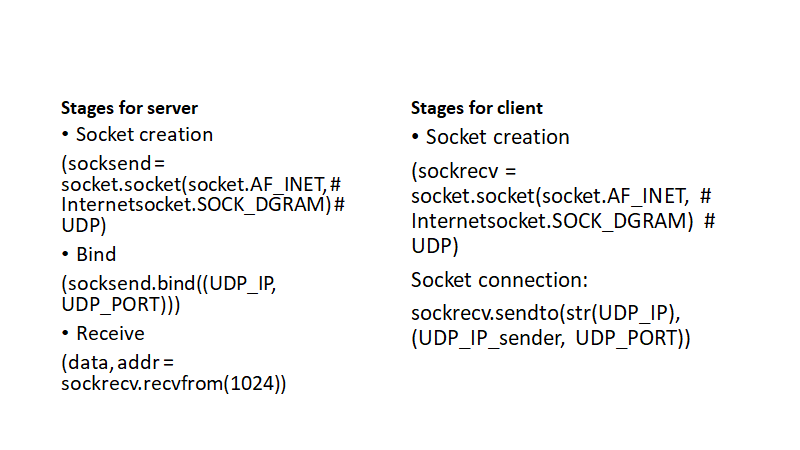 Stages for server
• Socket creation
(socksend =
socket.socket(socket.AF_INET, #
Internetsocket.SOCK_DGRAM) #
UDP)
• Bind
(socksend.bind((UDP_IP,
UDP_PORT)))
• Receive
(data, addr =
sockrecv.recvfrom(1024))
Stages for client
• Socket creation
(sockrecv =
socket.socket(socket.AF_INET, #
Internetsocket.SOCK_DGRAM) #
UDP)
Socket connection:
sockrecv.sendto(str(UDP_IP),
(UDP_IP_sender, UDP_PORT))